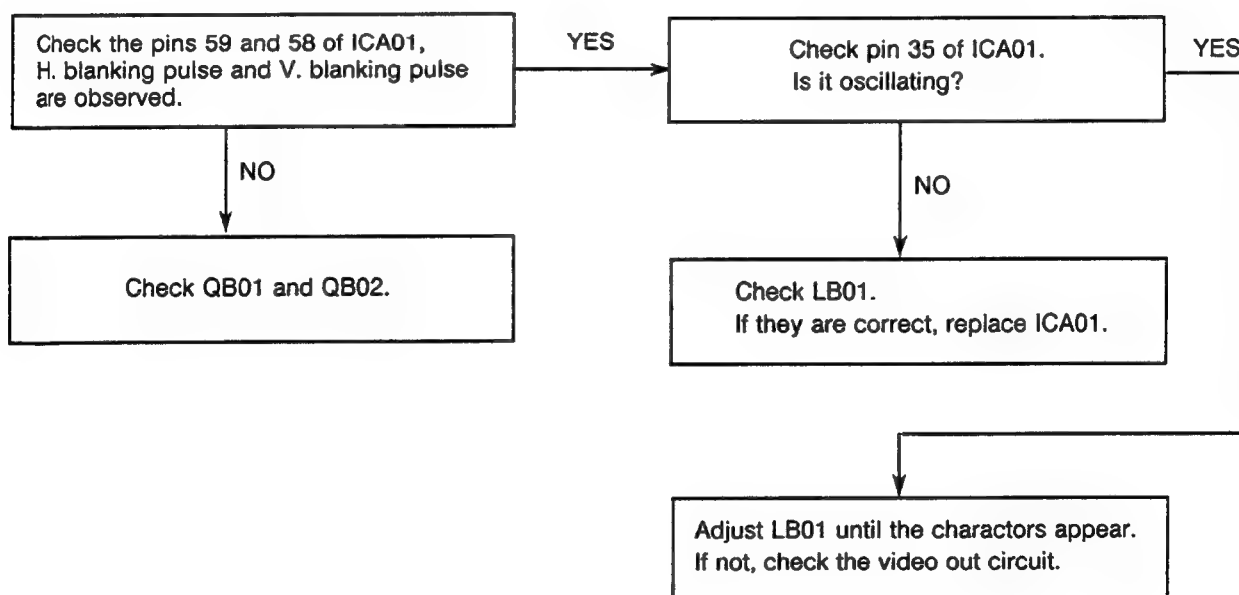 Check the pins 59 and 58 of ICA01,
H. blanking pulse and V. blanking pulse
are observed.
YES
Check pin 35 of ICA01.
Is it oscillating?
YES
NO
NO
Check QB01 and QB02.
Check LB01.
If they are correct, replace ICA01.
Adjust LB01 until the charactors appear.
If not, check the video out circuit.